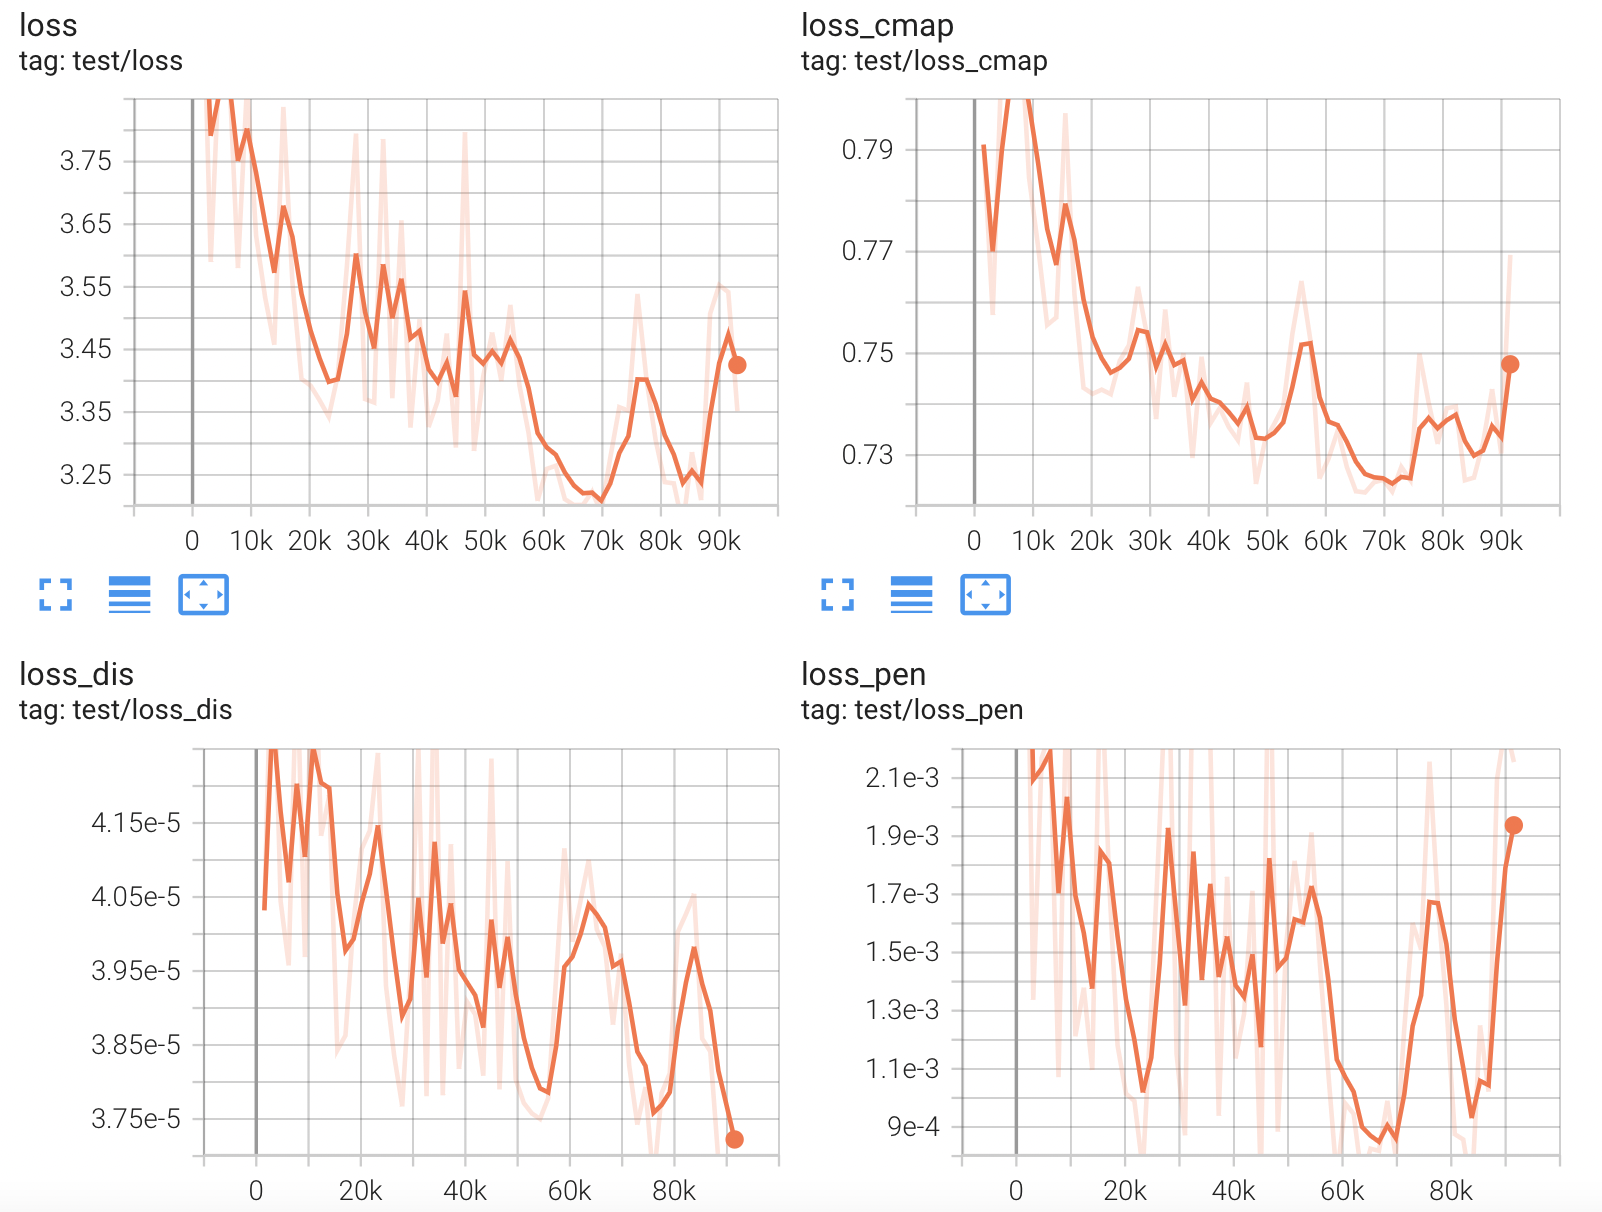 loss
tag: test/loss
3.75
3.65
3.55
3.45
3.35
3.25
0 10k 20k 30k 40k 50k 60k 70k 80k 90k
loss_cmap
tag: test/loss_cmap
0.79
0.77
0.75
0.73
0 10k 20k 30k 40k 50k 60k 70k 80k 90k
loss_dis
tag: test/loss_dis
4.15e-5
4.05e-5
3.95e-5
3.85e-5
3.75e-5
0 20k 40k 60k 80k
loss_pen
tag: test/loss_pen
2.1e-3
1.9e-3
1.7e-3
1.5e-3
1.3e-3
1.1e-3
9e-4
0 20k 40k 60k 80k